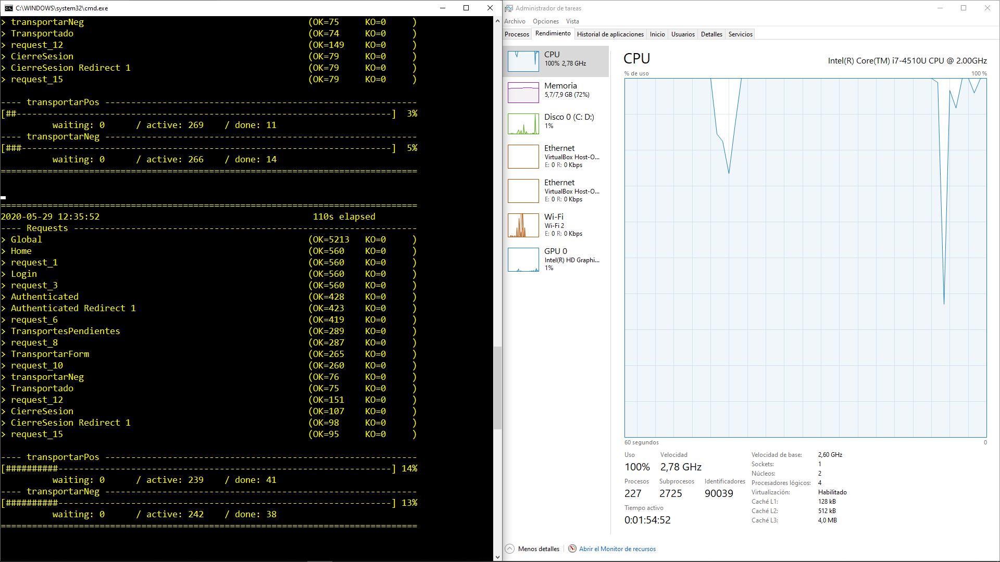 C:\WINDOWS\system32\cmd.exe
> transportarNeg (OK=75 KO=0 )
> Transportado (OK=74 KO=0 )
> request_12 (OK=149 KO=0 )
> CierreSesion (OK=79 KO=0 )
> CierreSesion Redirect 1 (OK=79 KO=0 )
> request_15 (OK=79 KO=0 )
---- transportarPos ------------------------------------------------------------
[##------------------------------------------------------------------------] 3%
waiting: 0 / active: 269 / done: 11
---- transportarNeg ------------------------------------------------------------
[###-----------------------------------------------------------------------] 5%
waiting: 0 / active: 266 / done: 14
================================================================================
================================================================================
2020-05-29 12:35:52 110s elapsed
---- Requests ------------------------------------------------------------------
> Global (OK=5213 KO=0 )
> Home (OK=560 KO=0 )
> request_1 (OK=560 KO=0 )
> Login (OK=560 KO=0 )
> request_3 (OK=560 KO=0 )
> Authenticated (OK=428 KO=0 )
> Authenticated Redirect 1 (OK=423 KO=0 )
> request_6 (OK=419 KO=0 )
> TransportesPendientes (OK=289 KO=0 )
> request_8 (OK=287 KO=0 )
> TransportarForm (OK=265 KO=0 )
> request_10 (OK=260 KO=0 )
> transportarNeg (OK=76 KO=0 )
> Transportado (OK=75 KO=0 )
> request_12 (OK=151 KO=0 )
> CierreSesion (OK=107 KO=0 )
> CierreSesion Redirect 1 (OK=98 KO=0 )
> request_15 (OK=95 KO=0 )
---- transportarPos ------------------------------------------------------------
[##########----------------------------------------------------------------] 14%
waiting: 0 / active: 239 / done: 41
---- transportarNeg ------------------------------------------------------------
[##########----------------------------------------------------------------] 13%
waiting: 0 / active: 242 / done: 38
================================================================================
Administrador de tareas
Archivo Opciones Vista
Procesos Rendimiento Historial de aplicaciones Inicio Usuarios Detalles Servicios
CPU
100% 2,78 GHz
Memoria
5,7/7,9 GB (72%)
Disco 0 (C: D:)
1%
Ethernet
VirtualBox Host-O...
E: 0 R: 0 Kbps
Ethernet
VirtualBox Host-O...
E: 0 R: 0 Kbps
Wi-Fi
Wi-Fi 2
E: 0 R: 0 Kbps
GPU 0
Intel(R) HD Graphi...
1%
CPU Intel(R) Core(TM) i7-4510U CPU @ 2.00GHz
% de uso 100 %
60 segundos 0
Uso Velocidad
100% 2,78 GHz
Procesos Subprocesos Identificadores
227 2725 90039
Tiempo activo
0:01:54:52
Velocidad de base: 2,60 GHz
Sockets: 1
Núcleos: 2
Procesadores lógicos: 4
Virtualización: Habilitado
Caché L1: 128 kB
Caché L2: 512 kB
Caché L3: 4,0 MB
Menos detalles Abrir el Monitor de recursos